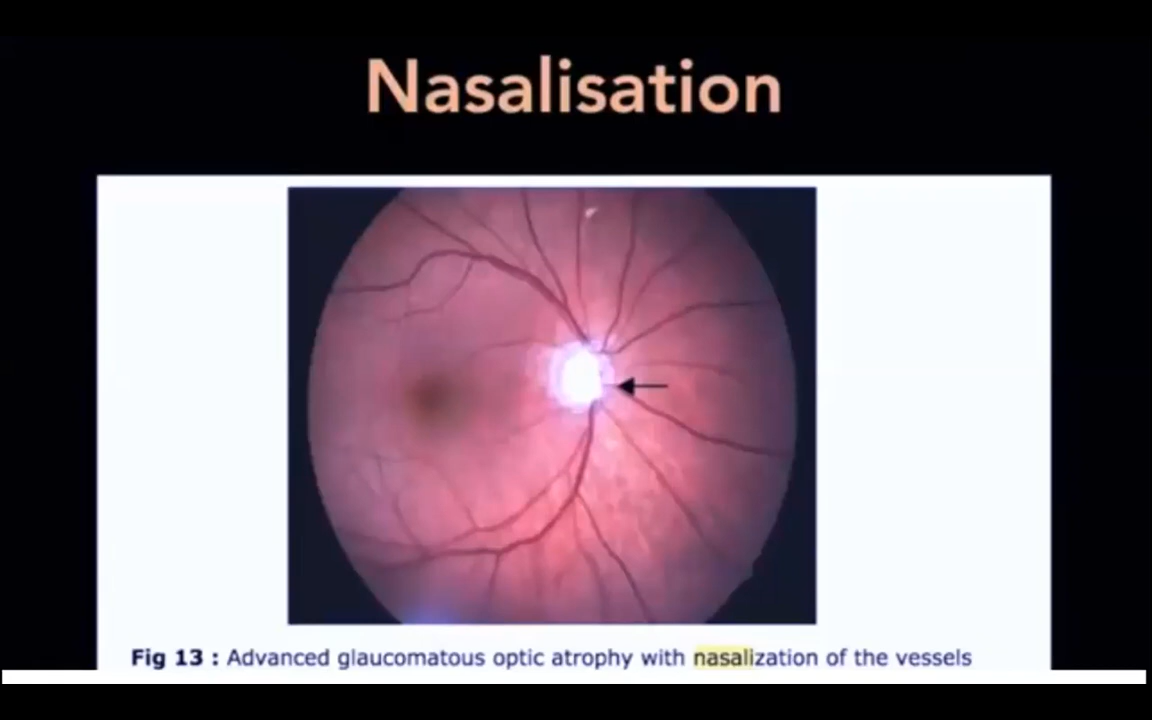 Nasalisation
Fig 13 : Advanced glaucomatous optic atrophy with nasalization of the vessels